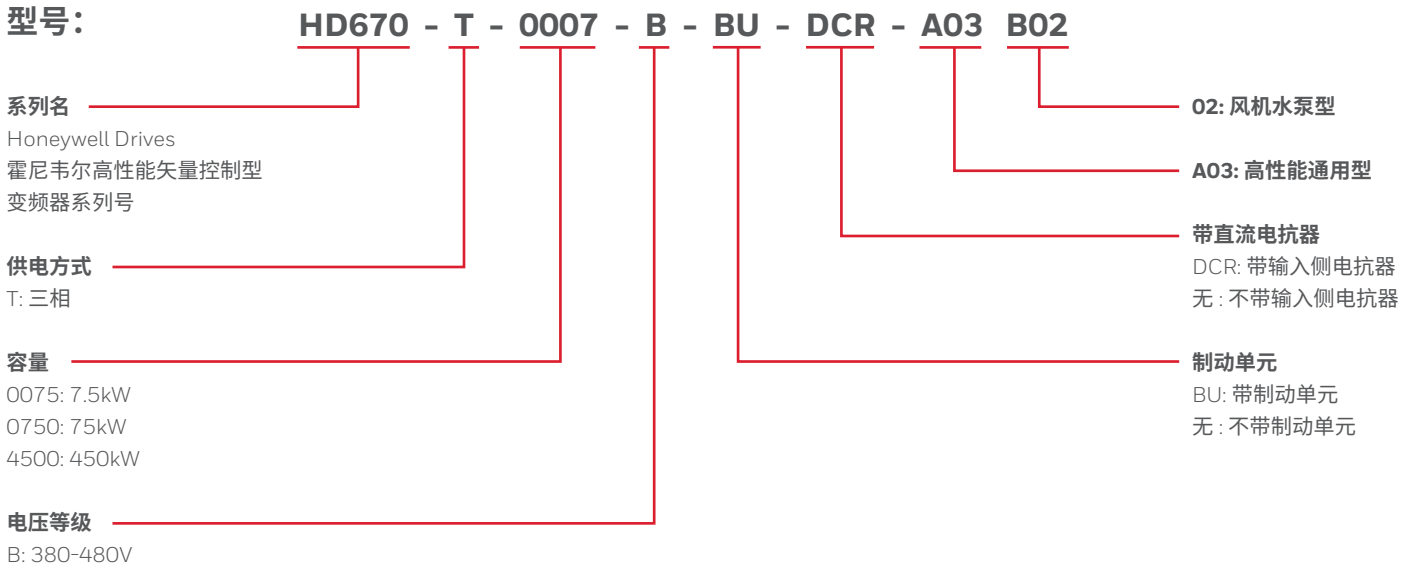 型号：
HD670 - T - 0007 - B - BU - DCR - A03 B02
系列名
Honeywell Drives
霍尼韦尔高性能矢量控制型
变频器系列号
供电方式
T: 三相
容量
0075: 7.5kW
0750: 75kW
4500: 450kW
电压等级
B: 380-480V
02: 风机水泵型
A03: 高性能通用型
带直流电抗器
DCR: 带输入侧电抗器
无 : 不带输入侧电抗器
制动单元
BU: 带制动单元
无 : 不带制动单元